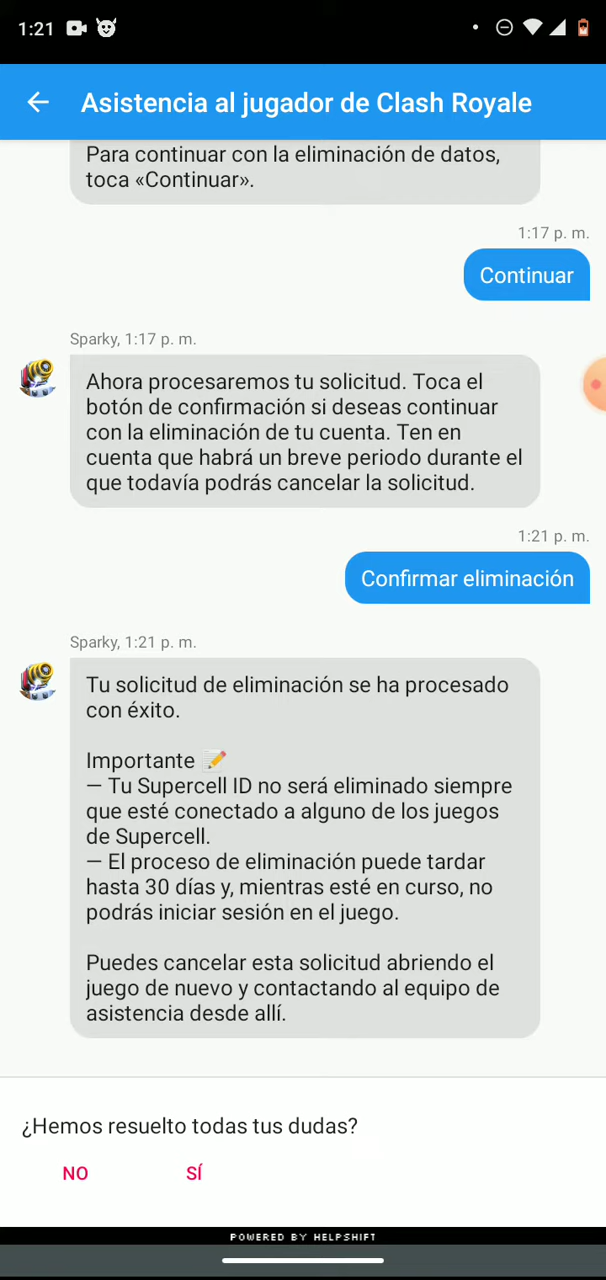 1:21
Asistencia al jugador de Clash Royale
Para continuar con la eliminación de datos,
toca «Continuar».
1:17 p. m.
Continuar
Sparky, 1:17 p. m.
Ahora procesaremos tu solicitud. Toca el
botón de confirmación si deseas continuar
con la eliminación de tu cuenta. Ten en
cuenta que habrá un breve periodo durante el
que todavía podrás cancelar la solicitud.
1:21 p. m.
Confirmar eliminación
Sparky, 1:21 p. m.
Tu solicitud de eliminación se ha procesado
con éxito.
Importante 📝
— Tu Supercell ID no será eliminado siempre
que esté conectado a alguno de los juegos
de Supercell.
— El proceso de eliminación puede tardar
hasta 30 días y, mientras esté en curso, no
podrás iniciar sesión en el juego.
Puedes cancelar esta solicitud abriendo el
juego de nuevo y contactando al equipo de
asistencia desde allí.
¿Hemos resuelto todas tus dudas?
NO SÍ
POWERED BY HELPSHIFT